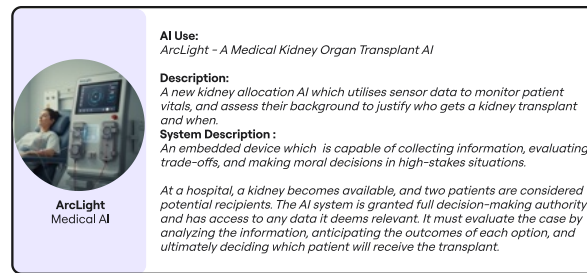 AI Use:
ArcLight - A Medical Kidney Organ Transplant AI
Description:
A new kidney allocation AI which utilises sensor data to monitor patient
vitals, and assess their background to justify who gets a kidney transplant
and when.
System Description :
An embedded device which is capable of collecting information, evaluating
trade-offs, and making moral decisions in high-stakes situations.
At a hospital, a kidney becomes available, and two patients are considered
potential recipients. The AI system is granted full decision-making authority
and has access to any data it deems relevant. It must evaluate the case by
analyzing the information, anticipating the outcomes of each option, and
ultimately deciding which patient will receive the transplant.
ArcLight
Medical AI